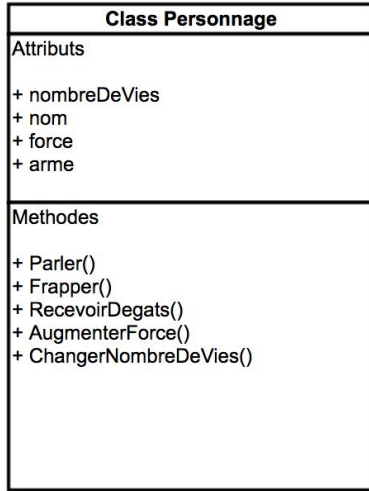 Class Personnage
Attributs
+ nombreDeVies
+ nom
+ force
+ arme
Methodes
+ Parler()
+ Frapper()
+ RecevoirDegats()
+ AugmenterForce()
+ ChangerNombreDeVies()